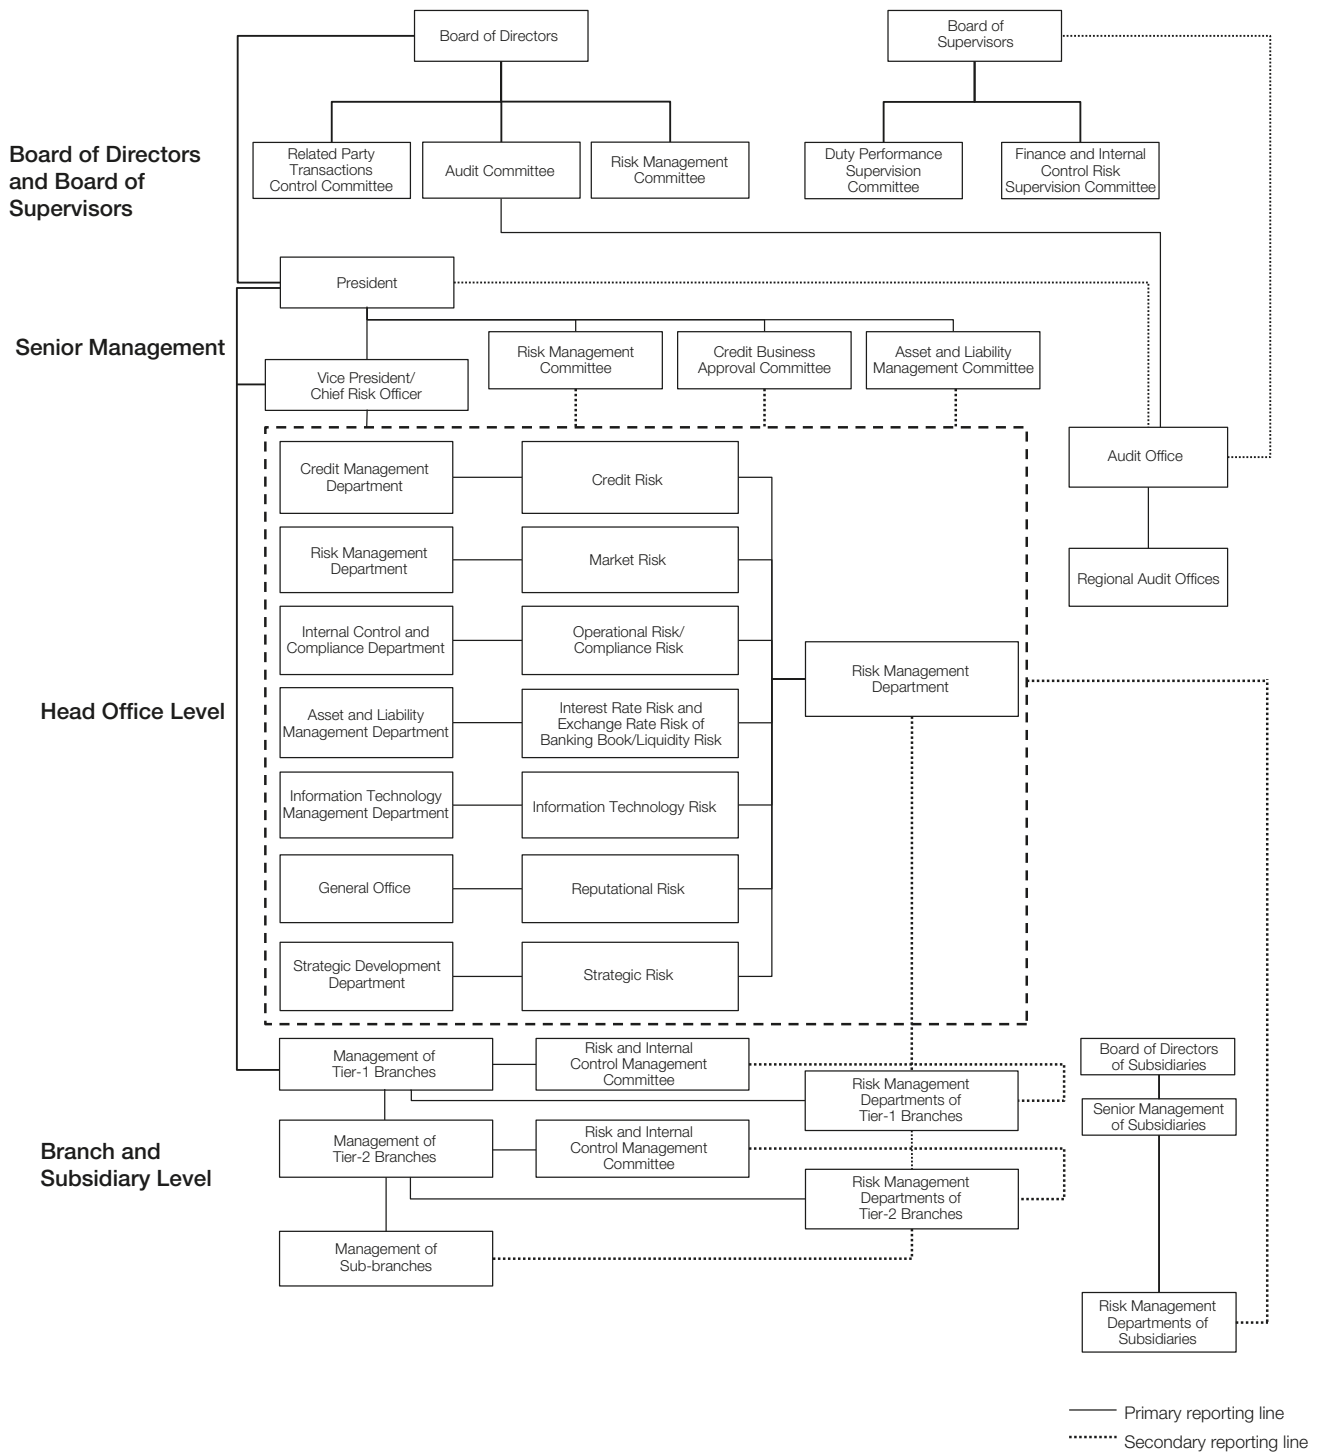 Board of Directors
Board of
Supervisors
Board of Directors
and Board of
Supervisors
Related Party
Transactions
Control Committee
Audit Committee
Risk Management
Committee
Duty Performance
Supervision
Committee
Finance and Internal
Control Risk
Supervision Committee
President
Senior Management
Vice President/
Chief Risk Officer
Risk Management
Committee
Credit Business
Approval Committee
Asset and Liability
Management Committee
Audit Office
Regional Audit Offices
Head Office Level
Credit Management
Department
Credit Risk
Risk Management
Department
Market Risk
Internal Control and
Compliance Department
Operational Risk/
Compliance Risk
Asset and Liability
Management Department
Interest Rate Risk and
Exchange Rate Risk of
Banking Book/Liquidity Risk
Information Technology
Management Department
Information Technology Risk
General Office
Reputational Risk
Strategic Development
Department
Strategic Risk
Risk Management
Department
Branch and
Subsidiary Level
Management of
Tier-1 Branches
Risk and Internal
Control Management
Committee
Risk Management
Departments of
Tier-1 Branches
Management of
Tier-2 Branches
Risk and Internal
Control Management
Committee
Risk Management
Departments of
Tier-2 Branches
Management of
Sub-branches
Board of Directors
of Subsidiaries
Senior Management
of Subsidiaries
Risk Management
Departments of
Subsidiaries
Primary reporting line
Secondary reporting line